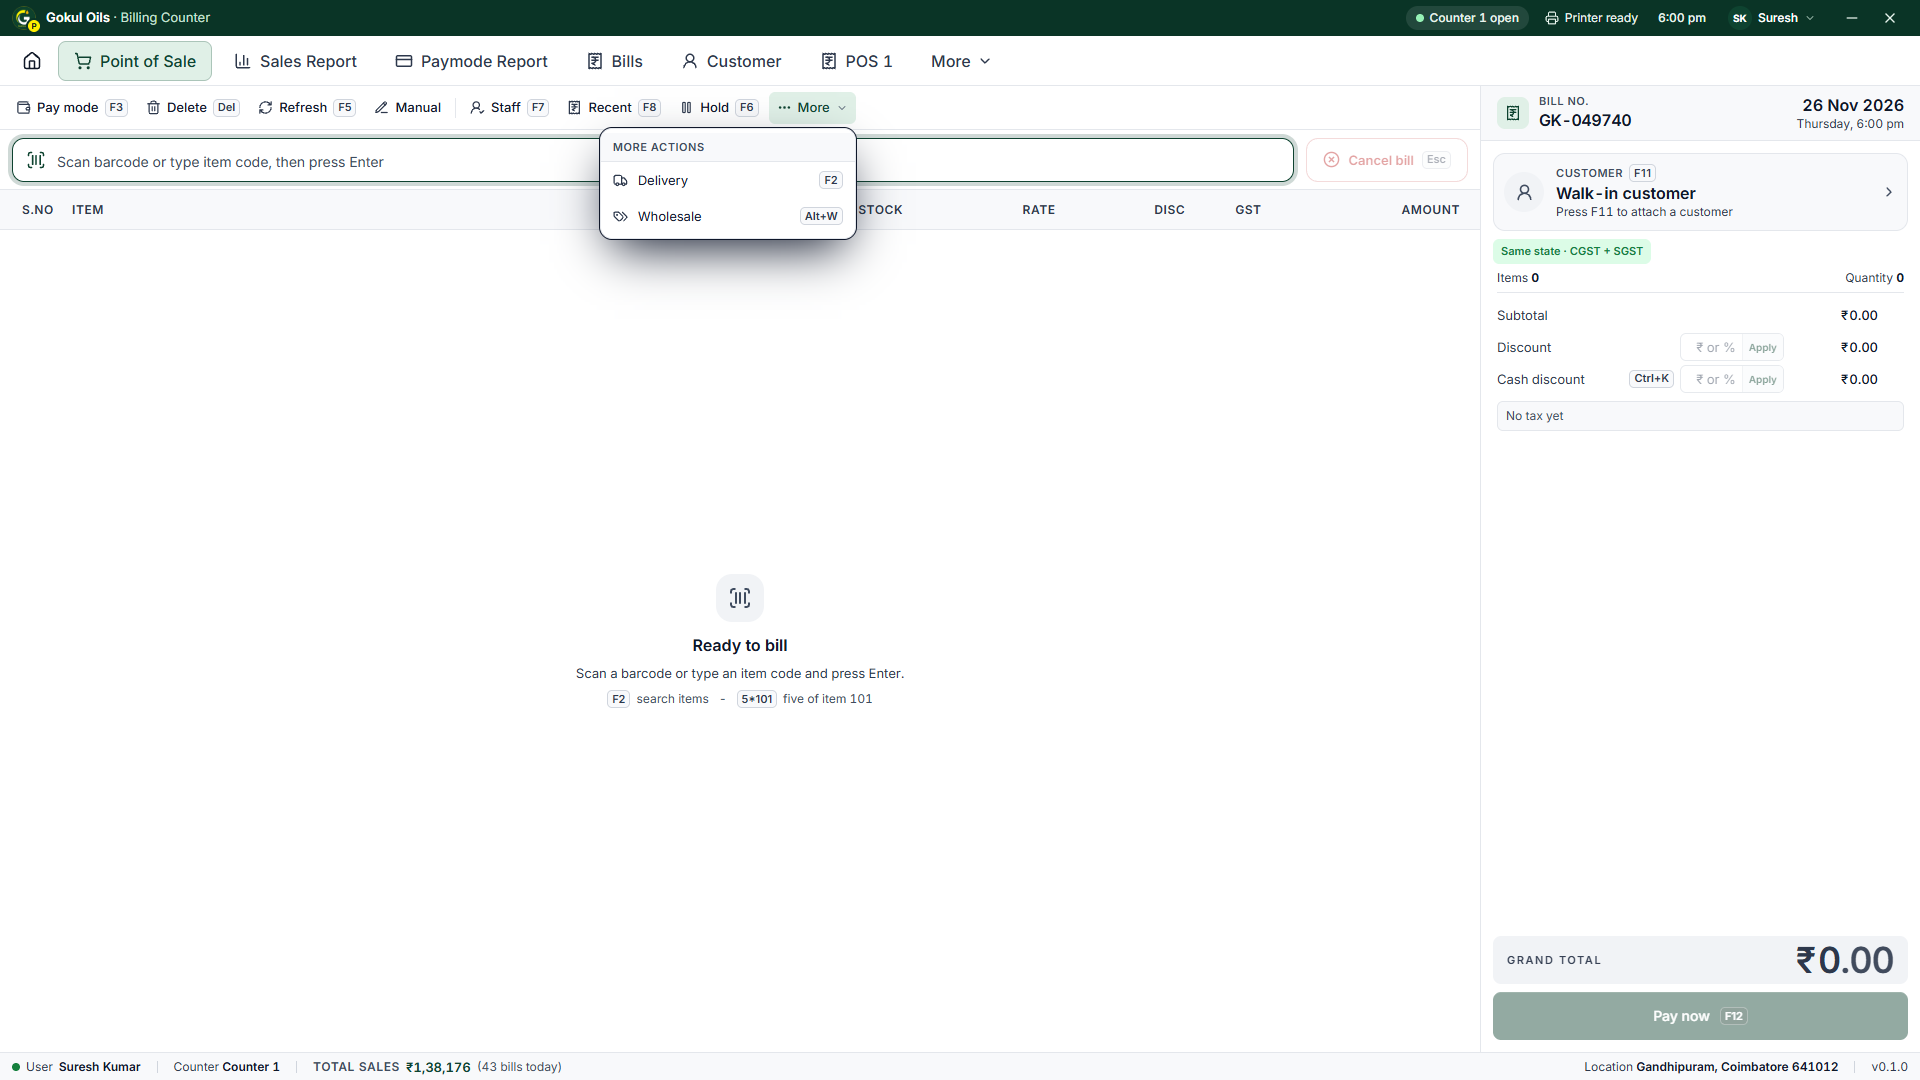 Gokul Oils · Billing Counter
Counter 1 open
Printer ready
6:00 pm
SK Suresh
Point of Sale
Sales Report
Paymode Report
Bills
Customer
POS 1
More
Pay mode F3
Delete Del
Refresh F5
Manual
Staff F7
Recent F8
Hold F6
More
BILL NO.
GK-049740
26 Nov 2026
Thursday, 6:00 pm
Scan barcode or type item code, then press Enter
Cancel bill Esc
MORE ACTIONS
Delivery F2
Wholesale Alt+W
S.NO ITEM STOCK RATE DISC GST AMOUNT
CUSTOMER F11
Walk-in customer
Press F11 to attach a customer
Same state · CGST + SGST
Items 0 Quantity 0
Subtotal ₹0.00
Discount ₹ or % Apply ₹0.00
Cash discount Ctrl+K ₹ or % Apply ₹0.00
No tax yet
Ready to bill
Scan a barcode or type an item code and press Enter.
F2 search items - 5*101 five of item 101
GRAND TOTAL ₹0.00
Pay now F12
User Suresh Kumar
Counter Counter 1
TOTAL SALES ₹1,38,176 (43 bills today)
Location Gandhipuram, Coimbatore 641012
v0.1.0